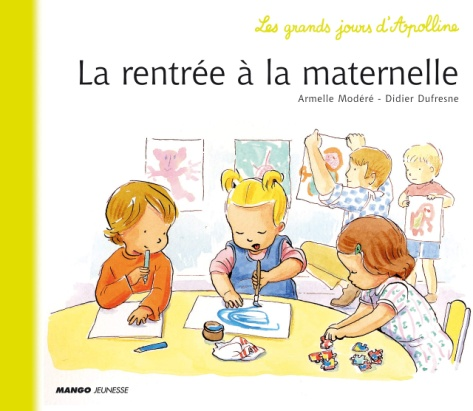 Les grands jours d'Apolline
La rentrée à la maternelle
Armelle Modéré - Didier Dufresne
MANGO JEUNESSE